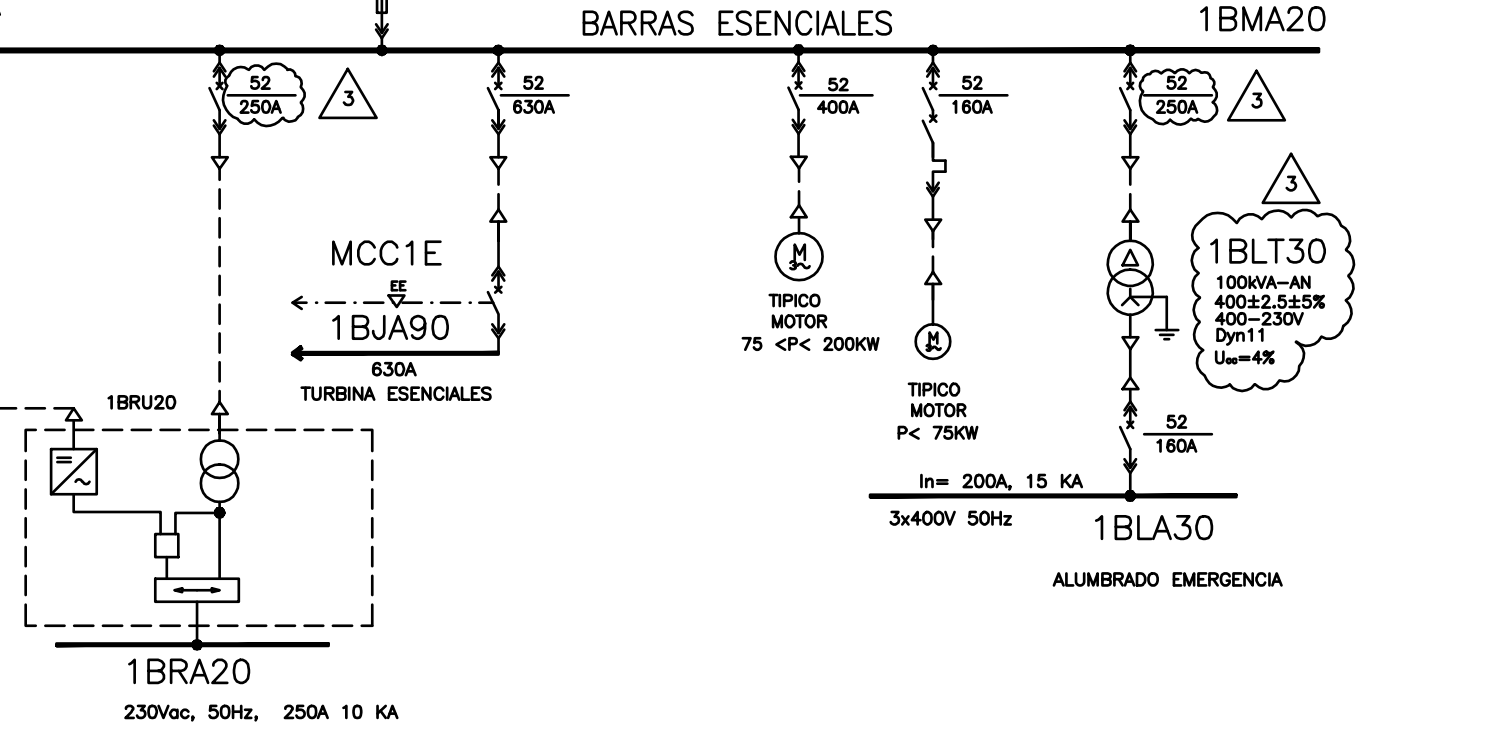 BARRAS ESENCIALES
1BMA20
52
250A
3
52
630A
52
400A
52
160A
52
250A
3
3
MCC1E
EE
1BJA90
630A
TURBINA ESENCIALES
M
3~
TIPICO
MOTOR
75 <P< 200KW
M
3~
TIPICO
MOTOR
P< 75KW
1BLT30
100kVA-AN
400±2.5±5%
400-230V
Dyn11
Ucc=4%
52
160A
In= 200A, 15 KA
3x400V 50Hz
1BLA30
ALUMBRADO EMERGENCIA
1BRU20
1BRA20
230Vac, 50Hz, 250A 10 KA